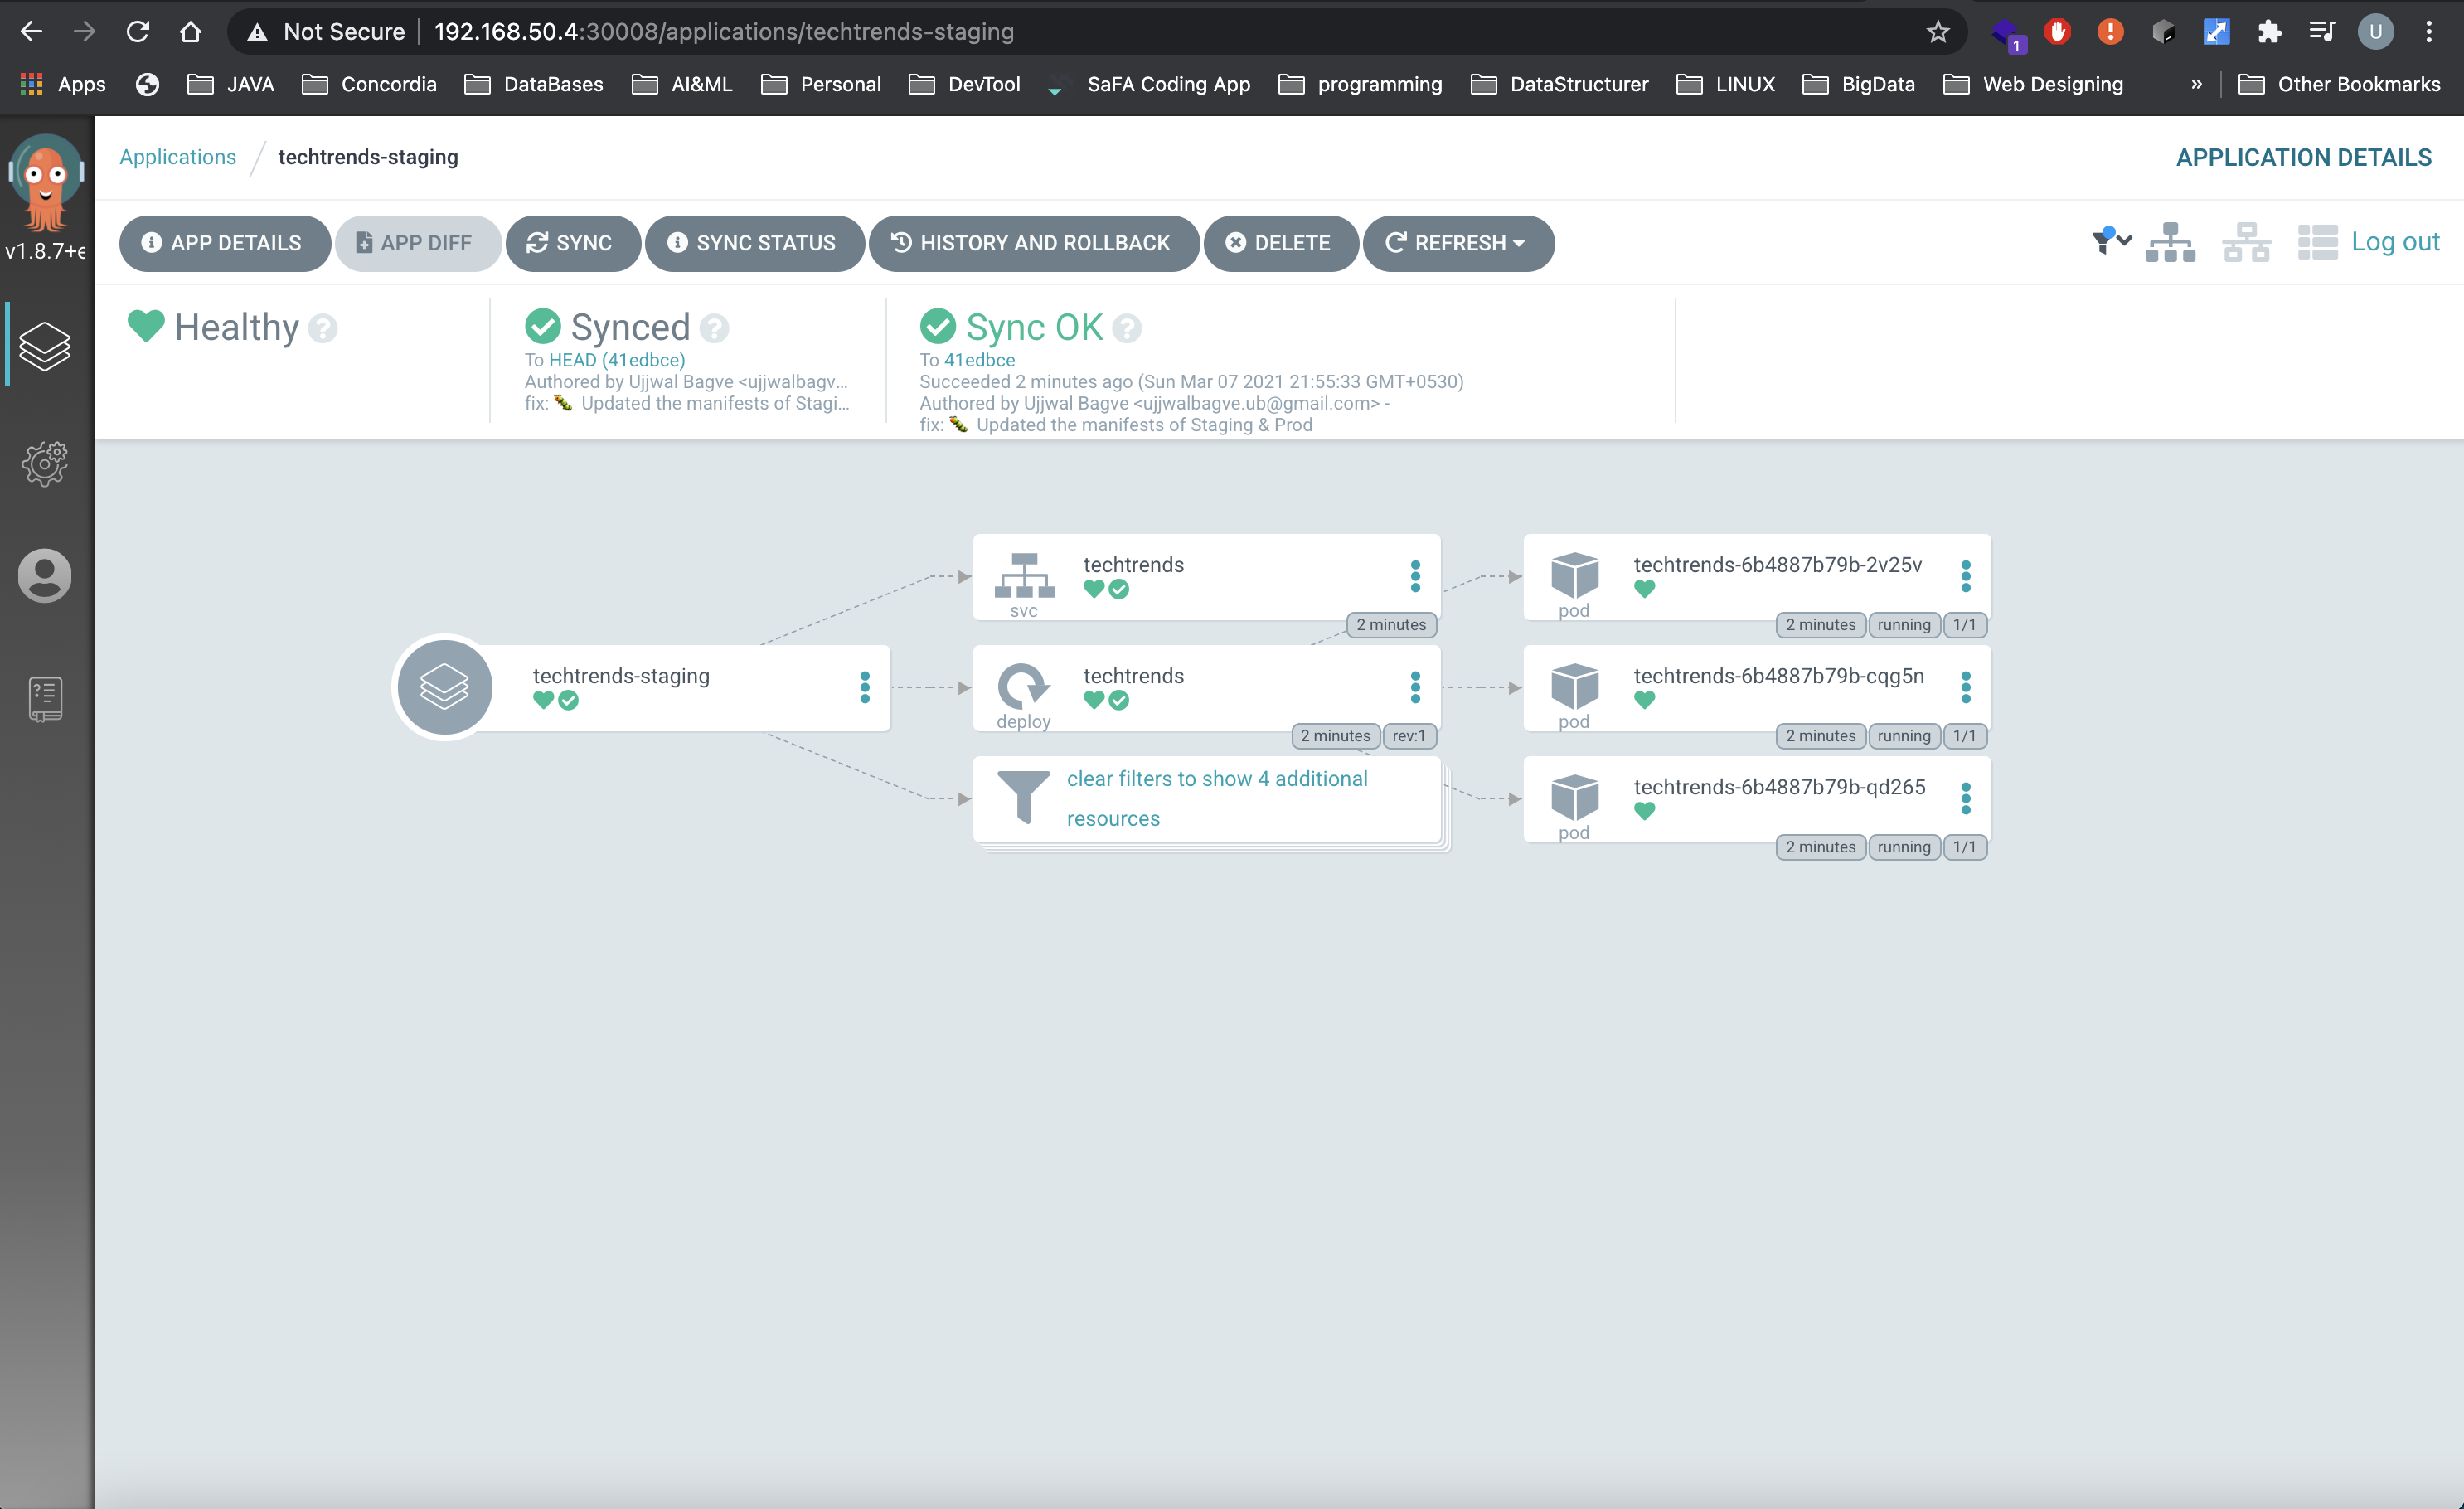 Not Secure 192.168.50.4:30008/applications/techtrends-staging
1 U
Apps JAVA Concordia DataBases AI&ML Personal DevTool SaFA Coding App programming DataStructurer LINUX BigData Web Designing » Other Bookmarks
Applications / techtrends-staging APPLICATION DETAILS
v1.8.7+e
APP DETAILS APP DIFF SYNC SYNC STATUS HISTORY AND ROLLBACK DELETE REFRESH Log out
Healthy ?
Synced ?
To HEAD (41edbce)
Authored by Ujjwal Bagve <ujjwalbagv...
fix: 🐛 Updated the manifests of Stagi...
Sync OK ?
To 41edbce
Succeeded 2 minutes ago (Sun Mar 07 2021 21:55:33 GMT+0530)
Authored by Ujjwal Bagve <ujjwalbagve.ub@gmail.com> -
fix: 🐛 Updated the manifests of Staging & Prod
techtrends-staging
techtrends
svc
2 minutes
techtrends
deploy
2 minutes rev:1
clear filters to show 4 additional
resources
techtrends-6b4887b79b-2v25v
pod
2 minutes running 1/1
techtrends-6b4887b79b-cqg5n
pod
2 minutes running 1/1
techtrends-6b4887b79b-qd265
pod
2 minutes running 1/1